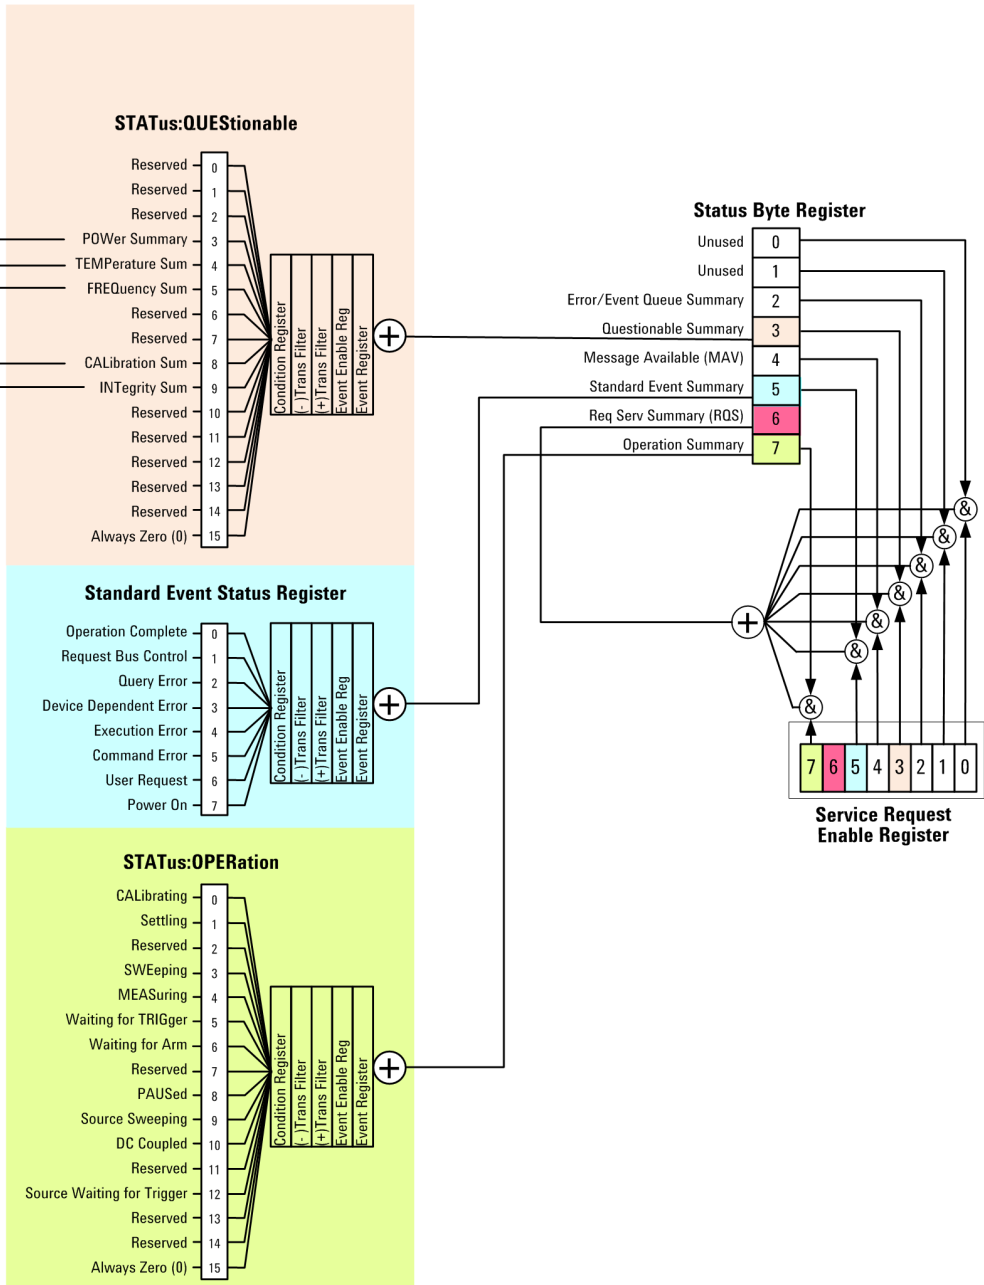 STATus:QUEStionable
Reserved 0
Reserved 1
Reserved 2
POWer Summary 3
TEMPerature Sum 4
FREQuency Sum 5
Reserved 6
Reserved 7
CALibration Sum 8
INTegrity Sum 9
Reserved 10
Reserved 11
Reserved 12
Reserved 13
Reserved 14
Always Zero (0) 15
Condition Register
(-)Trans Filter
(+)Trans Filter
Event Enable Reg
Event Register
+
Standard Event Status Register
Operation Complete 0
Request Bus Control 1
Query Error 2
Device Dependent Error 3
Execution Error 4
Command Error 5
User Request 6
Power On 7
Condition Register
(-)Trans Filter
(+)Trans Filter
Event Enable Reg
Event Register
+
STATus:OPERation
CALibrating 0
Settling 1
Reserved 2
SWEeping 3
MEASuring 4
Waiting for TRIGger 5
Waiting for Arm 6
Reserved 7
PAUSed 8
Source Sweeping 9
DC Coupled 10
Reserved 11
Source Waiting for Trigger 12
Reserved 13
Reserved 14
Always Zero (0) 15
Condition Register
(-)Trans Filter
(+)Trans Filter
Event Enable Reg
Event Register
+
Status Byte Register
Unused 0
Unused 1
Error/Event Queue Summary 2
Questionable Summary 3
Message Available (MAV) 4
Standard Event Summary 5
Req Serv Summary (RQS) 6
Operation Summary 7
&
&
&
&
&
&
&
+
7 6 5 4 3 2 1 0
Service Request
Enable Register